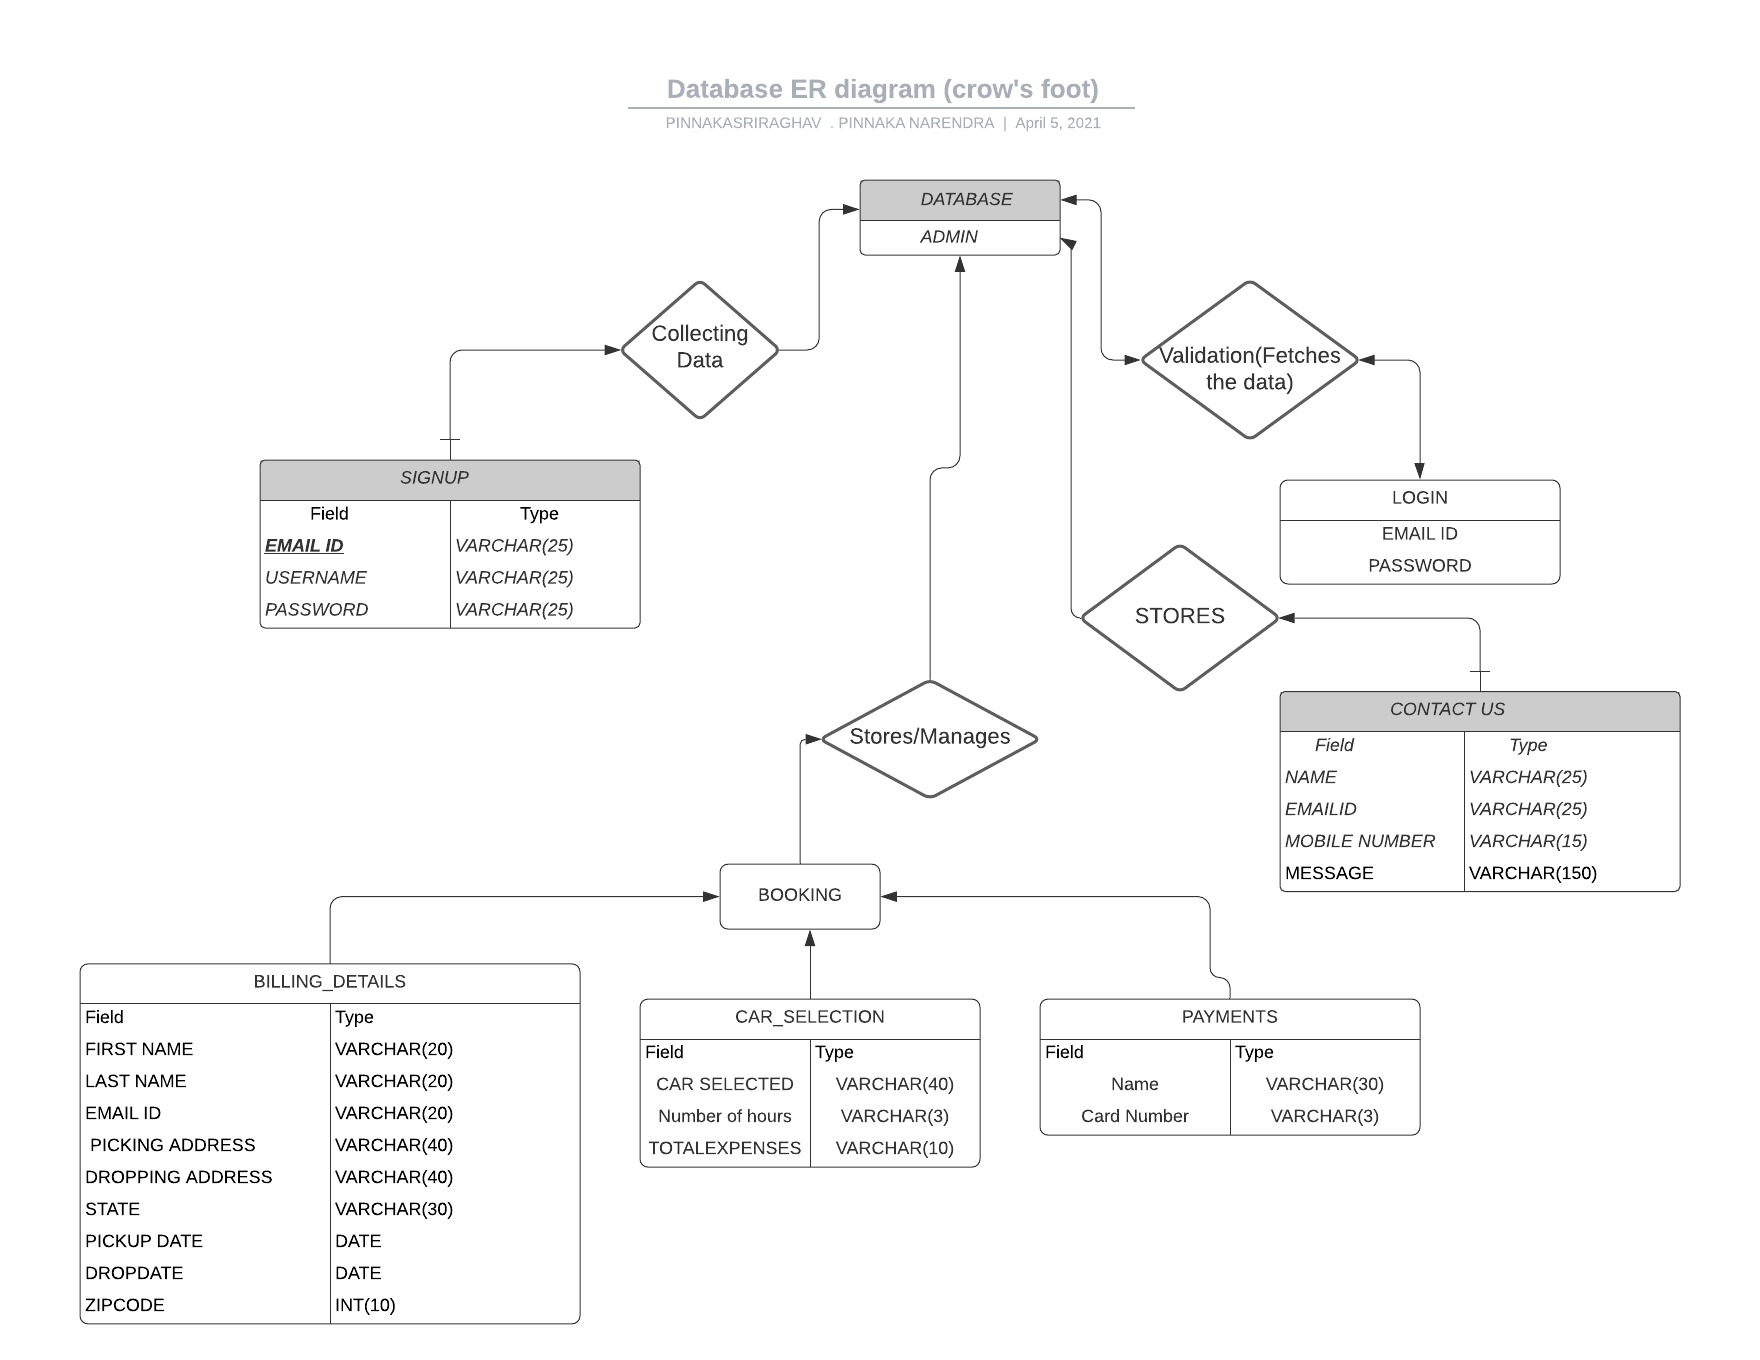 Database ER diagram (crow's foot)
PINNAKASRIRAGHAV . PINNAKA NARENDRA | April 5, 2021
DATABASE
ADMIN
Collecting
Data
Validation(Fetches
the data)
SIGNUP
Field Type
EMAIL ID VARCHAR(25)
USERNAME VARCHAR(25)
PASSWORD VARCHAR(25)
LOGIN
EMAIL ID
PASSWORD
STORES
Stores/Manages
CONTACT US
Field Type
NAME VARCHAR(25)
EMAILID VARCHAR(25)
MOBILE NUMBER VARCHAR(15)
MESSAGE VARCHAR(150)
BOOKING
BILLING_DETAILS
Field Type
FIRST NAME VARCHAR(20)
LAST NAME VARCHAR(20)
EMAIL ID VARCHAR(20)
PICKING ADDRESS VARCHAR(40)
DROPPING ADDRESS VARCHAR(40)
STATE VARCHAR(30)
PICKUP DATE DATE
DROPDATE DATE
ZIPCODE INT(10)
CAR_SELECTION
Field Type
CAR SELECTED VARCHAR(40)
Number of hours VARCHAR(3)
TOTALEXPENSES VARCHAR(10)
PAYMENTS
Field Type
Name VARCHAR(30)
Card Number VARCHAR(3)